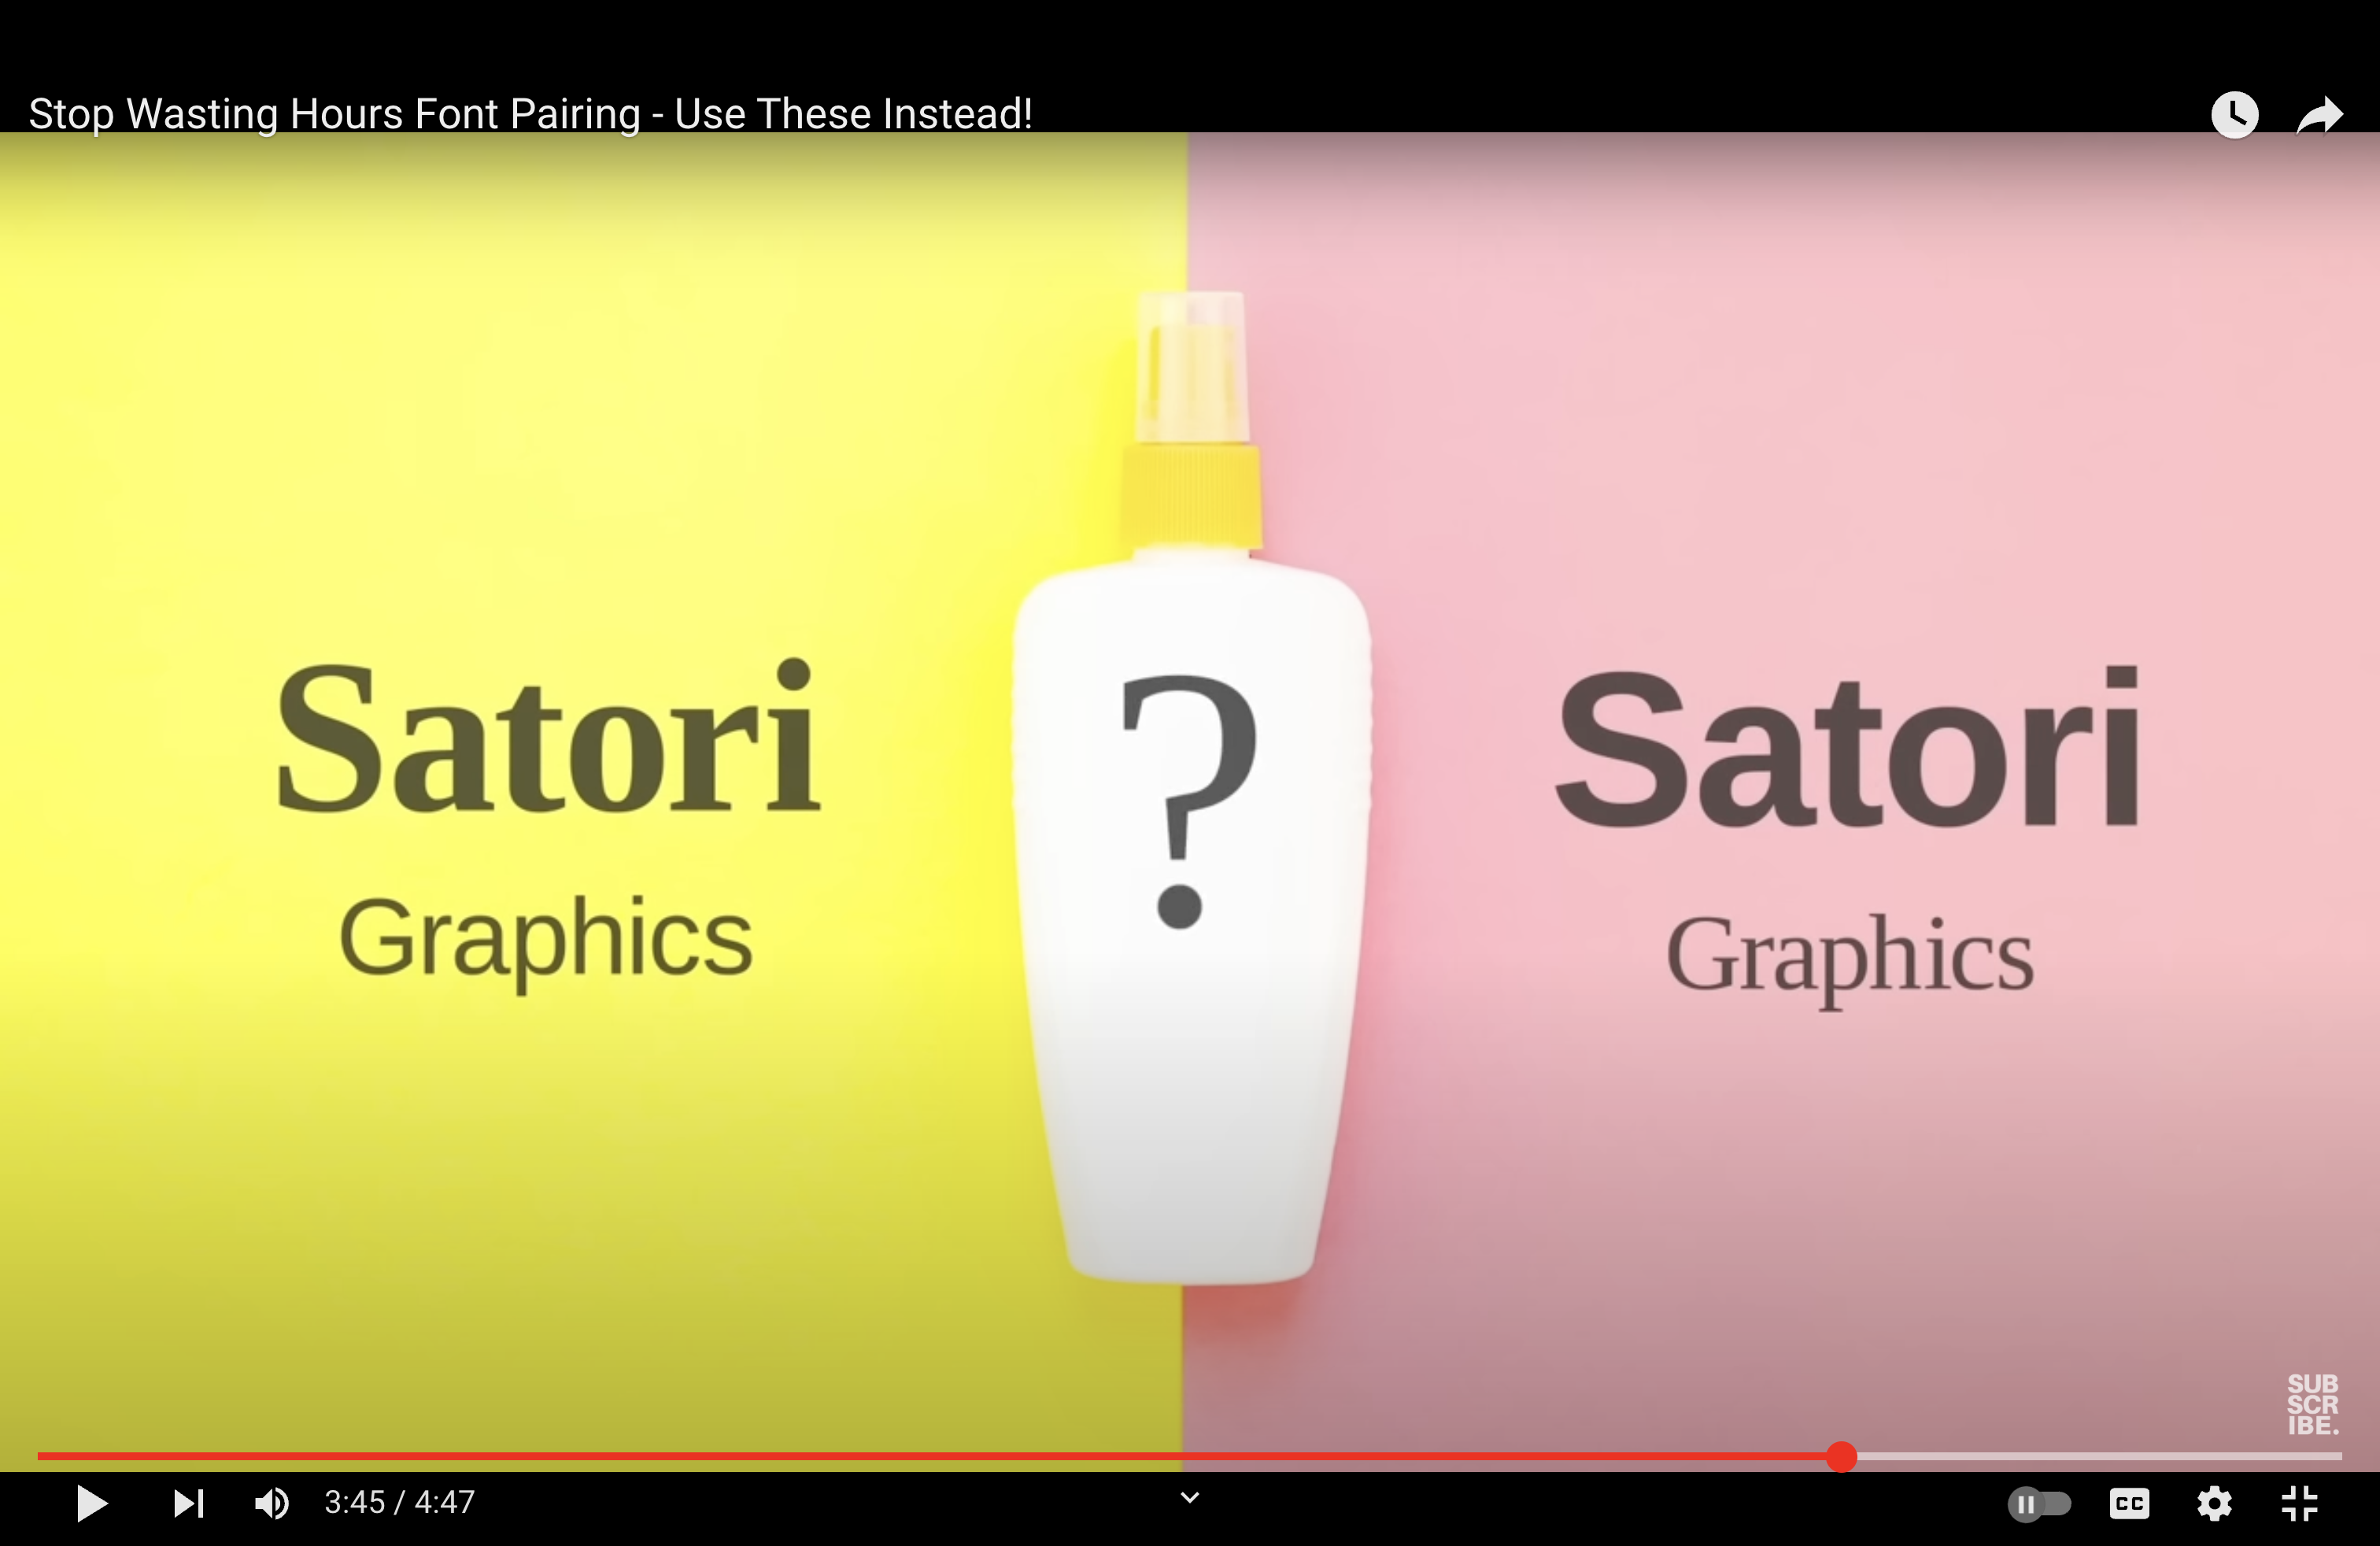 Stop Wasting Hours Font Pairing - Use These Instead!
Satori
Graphics
?
Satori
Graphics
SUB
SCR
IBE.
3:45 / 4:47
CC